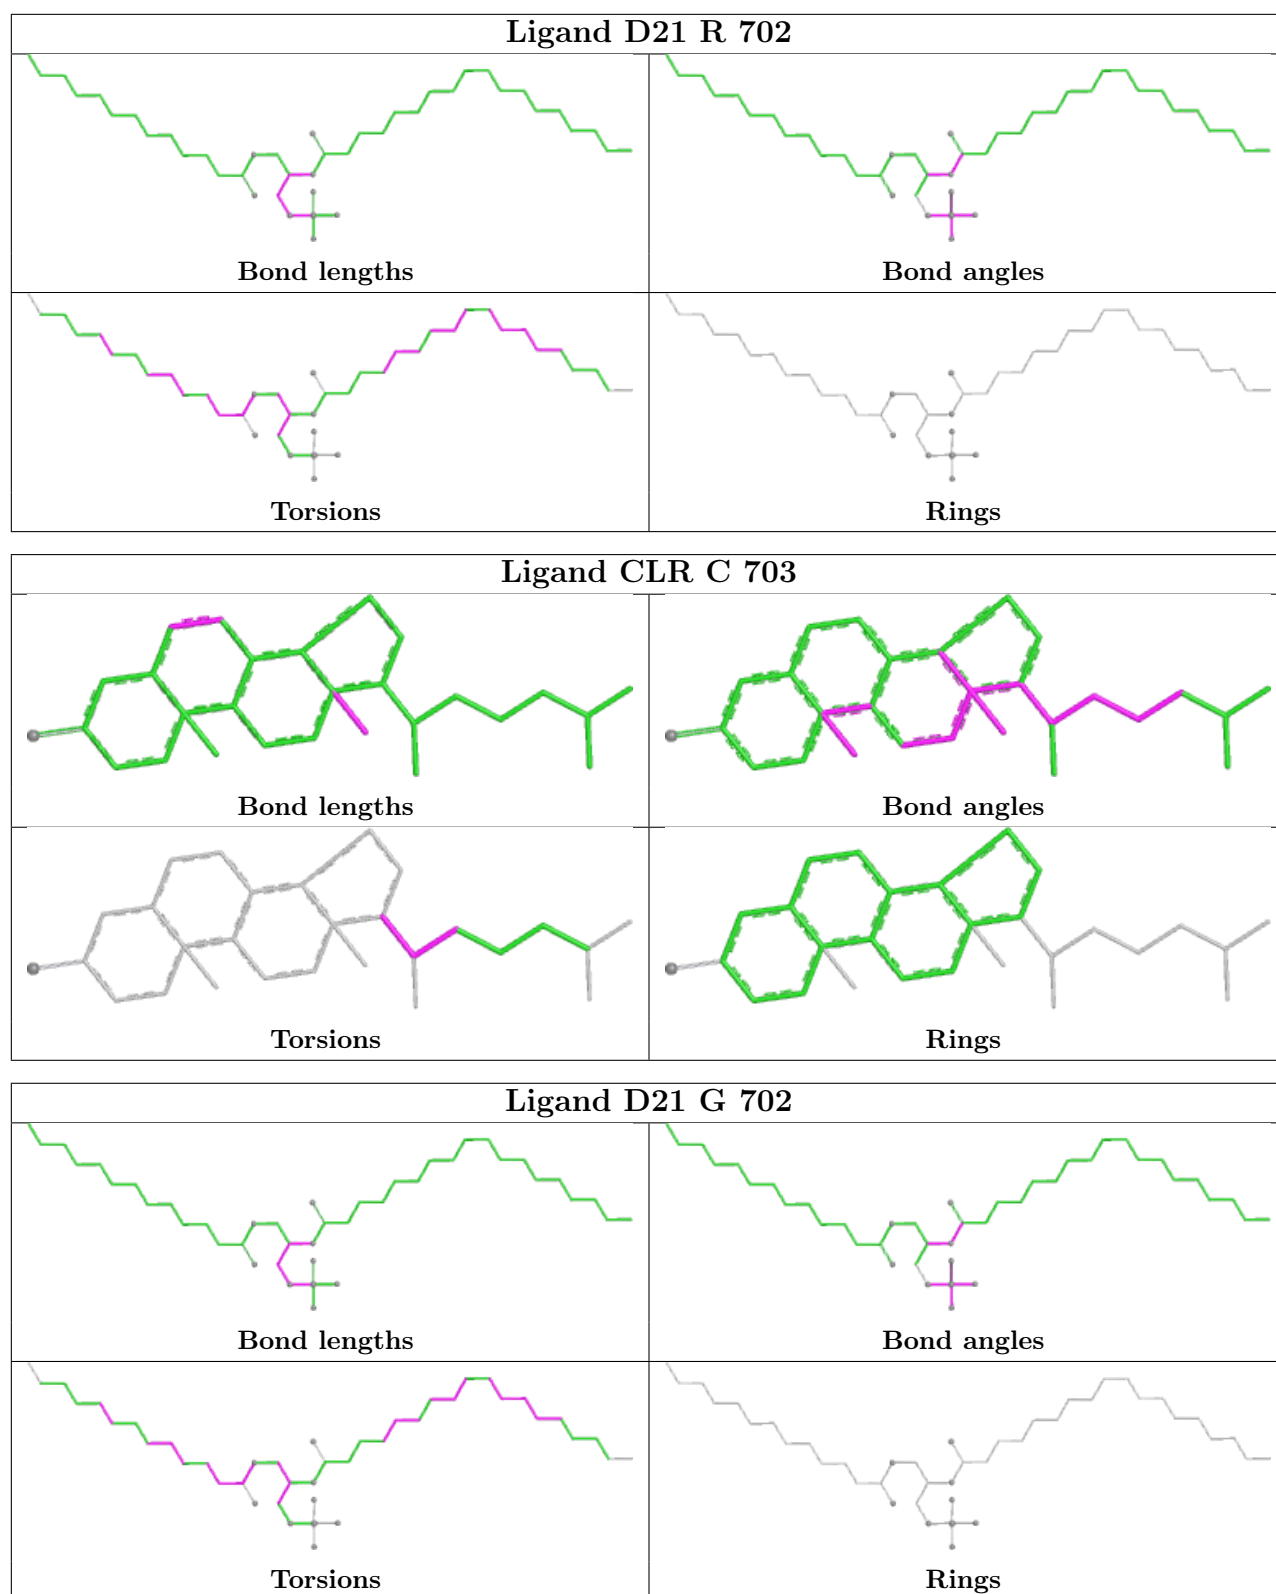 Ligand D21 R 702
Bond lengths
Bond angles
Torsions
Rings
Ligand CLR C 703
Bond lengths
Bond angles
Torsions
Rings
Ligand D21 G 702
Bond lengths
Bond angles
Torsions
Rings